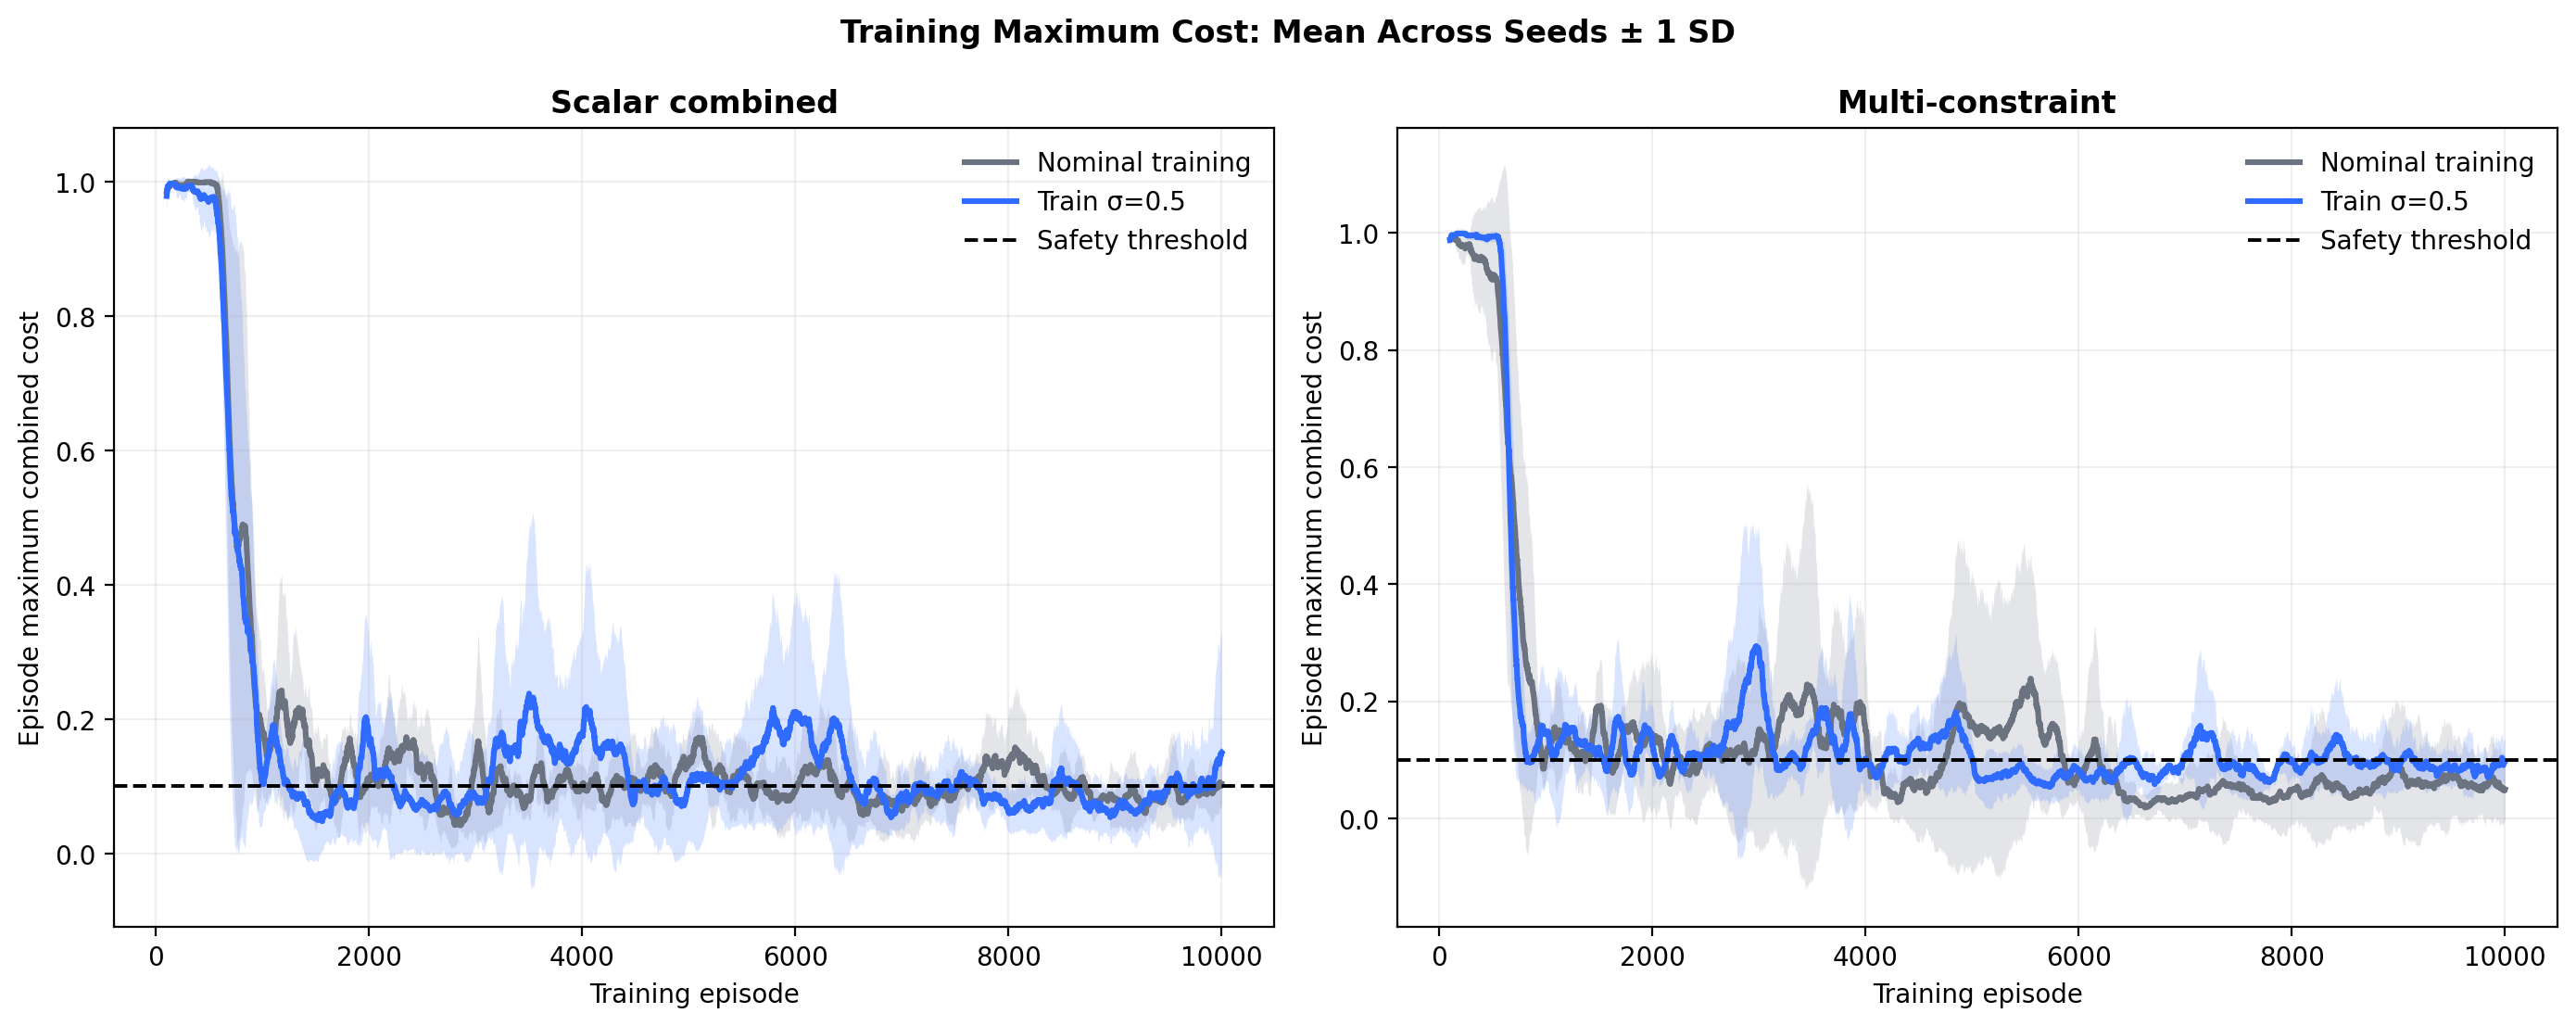 Training Maximum Cost: Mean Across Seeds ± 1 SD
Scalar combined
Episode maximum combined cost
1.0
0.8
0.6
0.4
0.2
0.0
Nominal training
Train σ=0.5
Safety threshold
0 2000 4000 6000 8000 10000
Training episode
Multi-constraint
Episode maximum combined cost
1.0
0.8
0.6
0.4
0.2
0.0
Nominal training
Train σ=0.5
Safety threshold
0 2000 4000 6000 8000 10000
Training episode